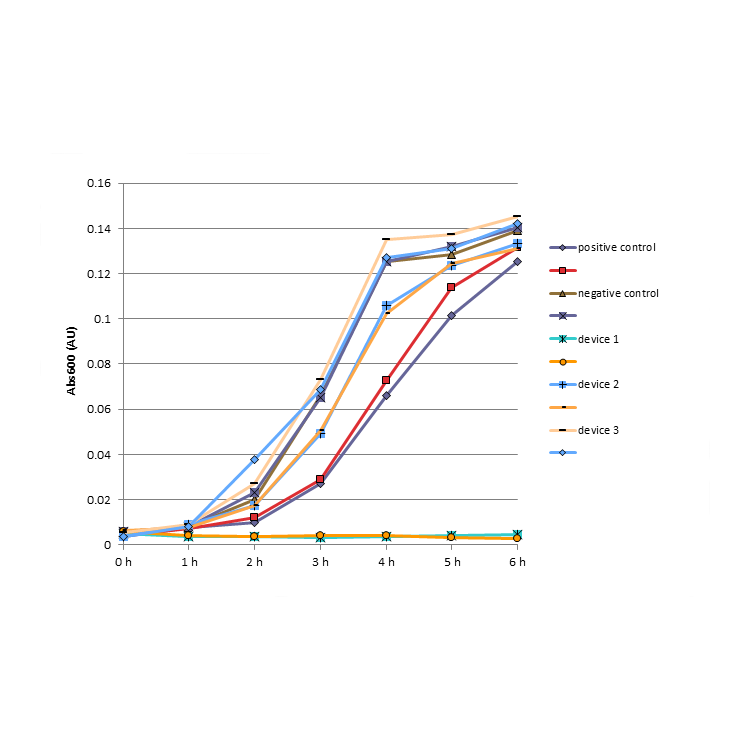 0.16
0.14
0.12
0.1
0.08
0.06
0.04
0.02
0
Abs600 (AU)
0 h 1 h 2 h 3 h 4 h 5 h 6 h
positive control
negative control
device 1
device 2
device 3